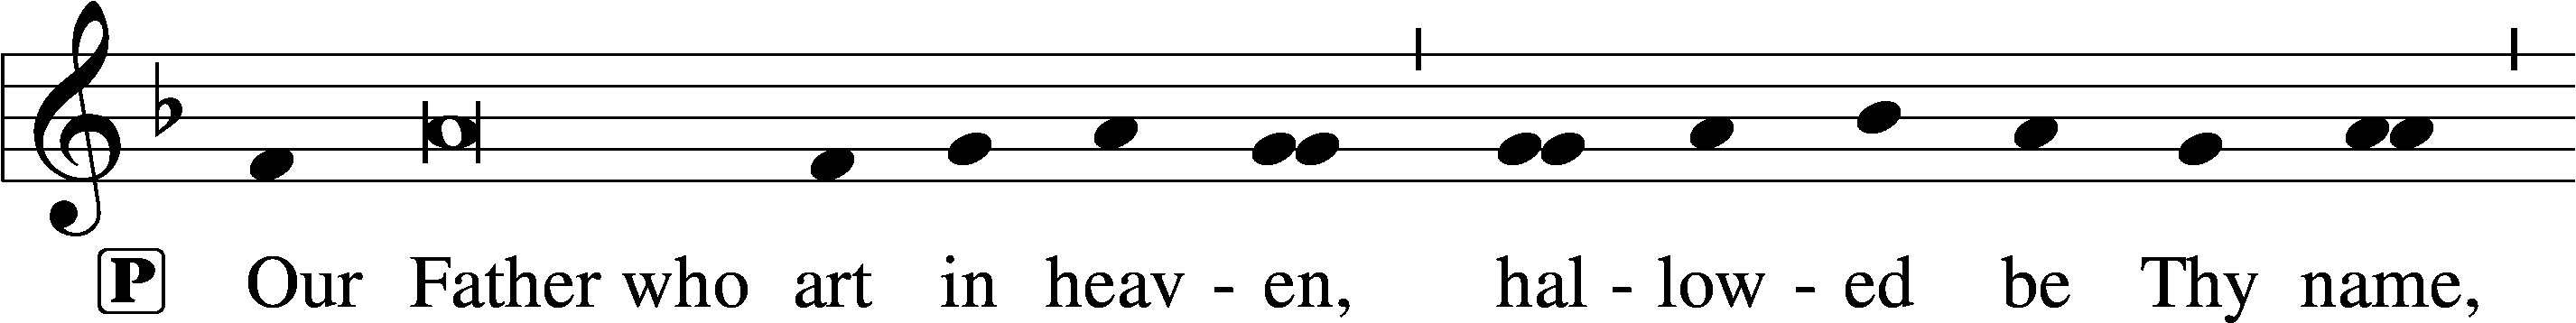 P Our Father who art in heav - en, hal - low - ed be Thy name,